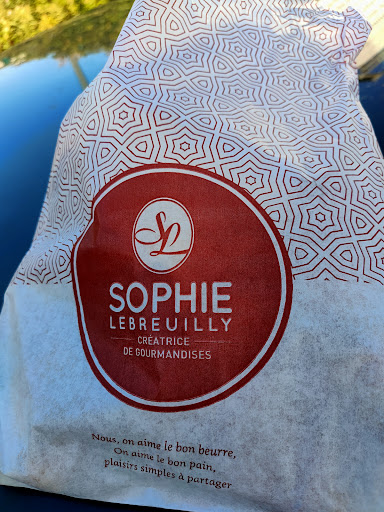 SL
SOPHIE
LEBREUILLY
CRÉATRICE
DE GOURMANDISES
Nous, on aime le bon beurre,
On aime le bon pain,
plaisirs simples à partager